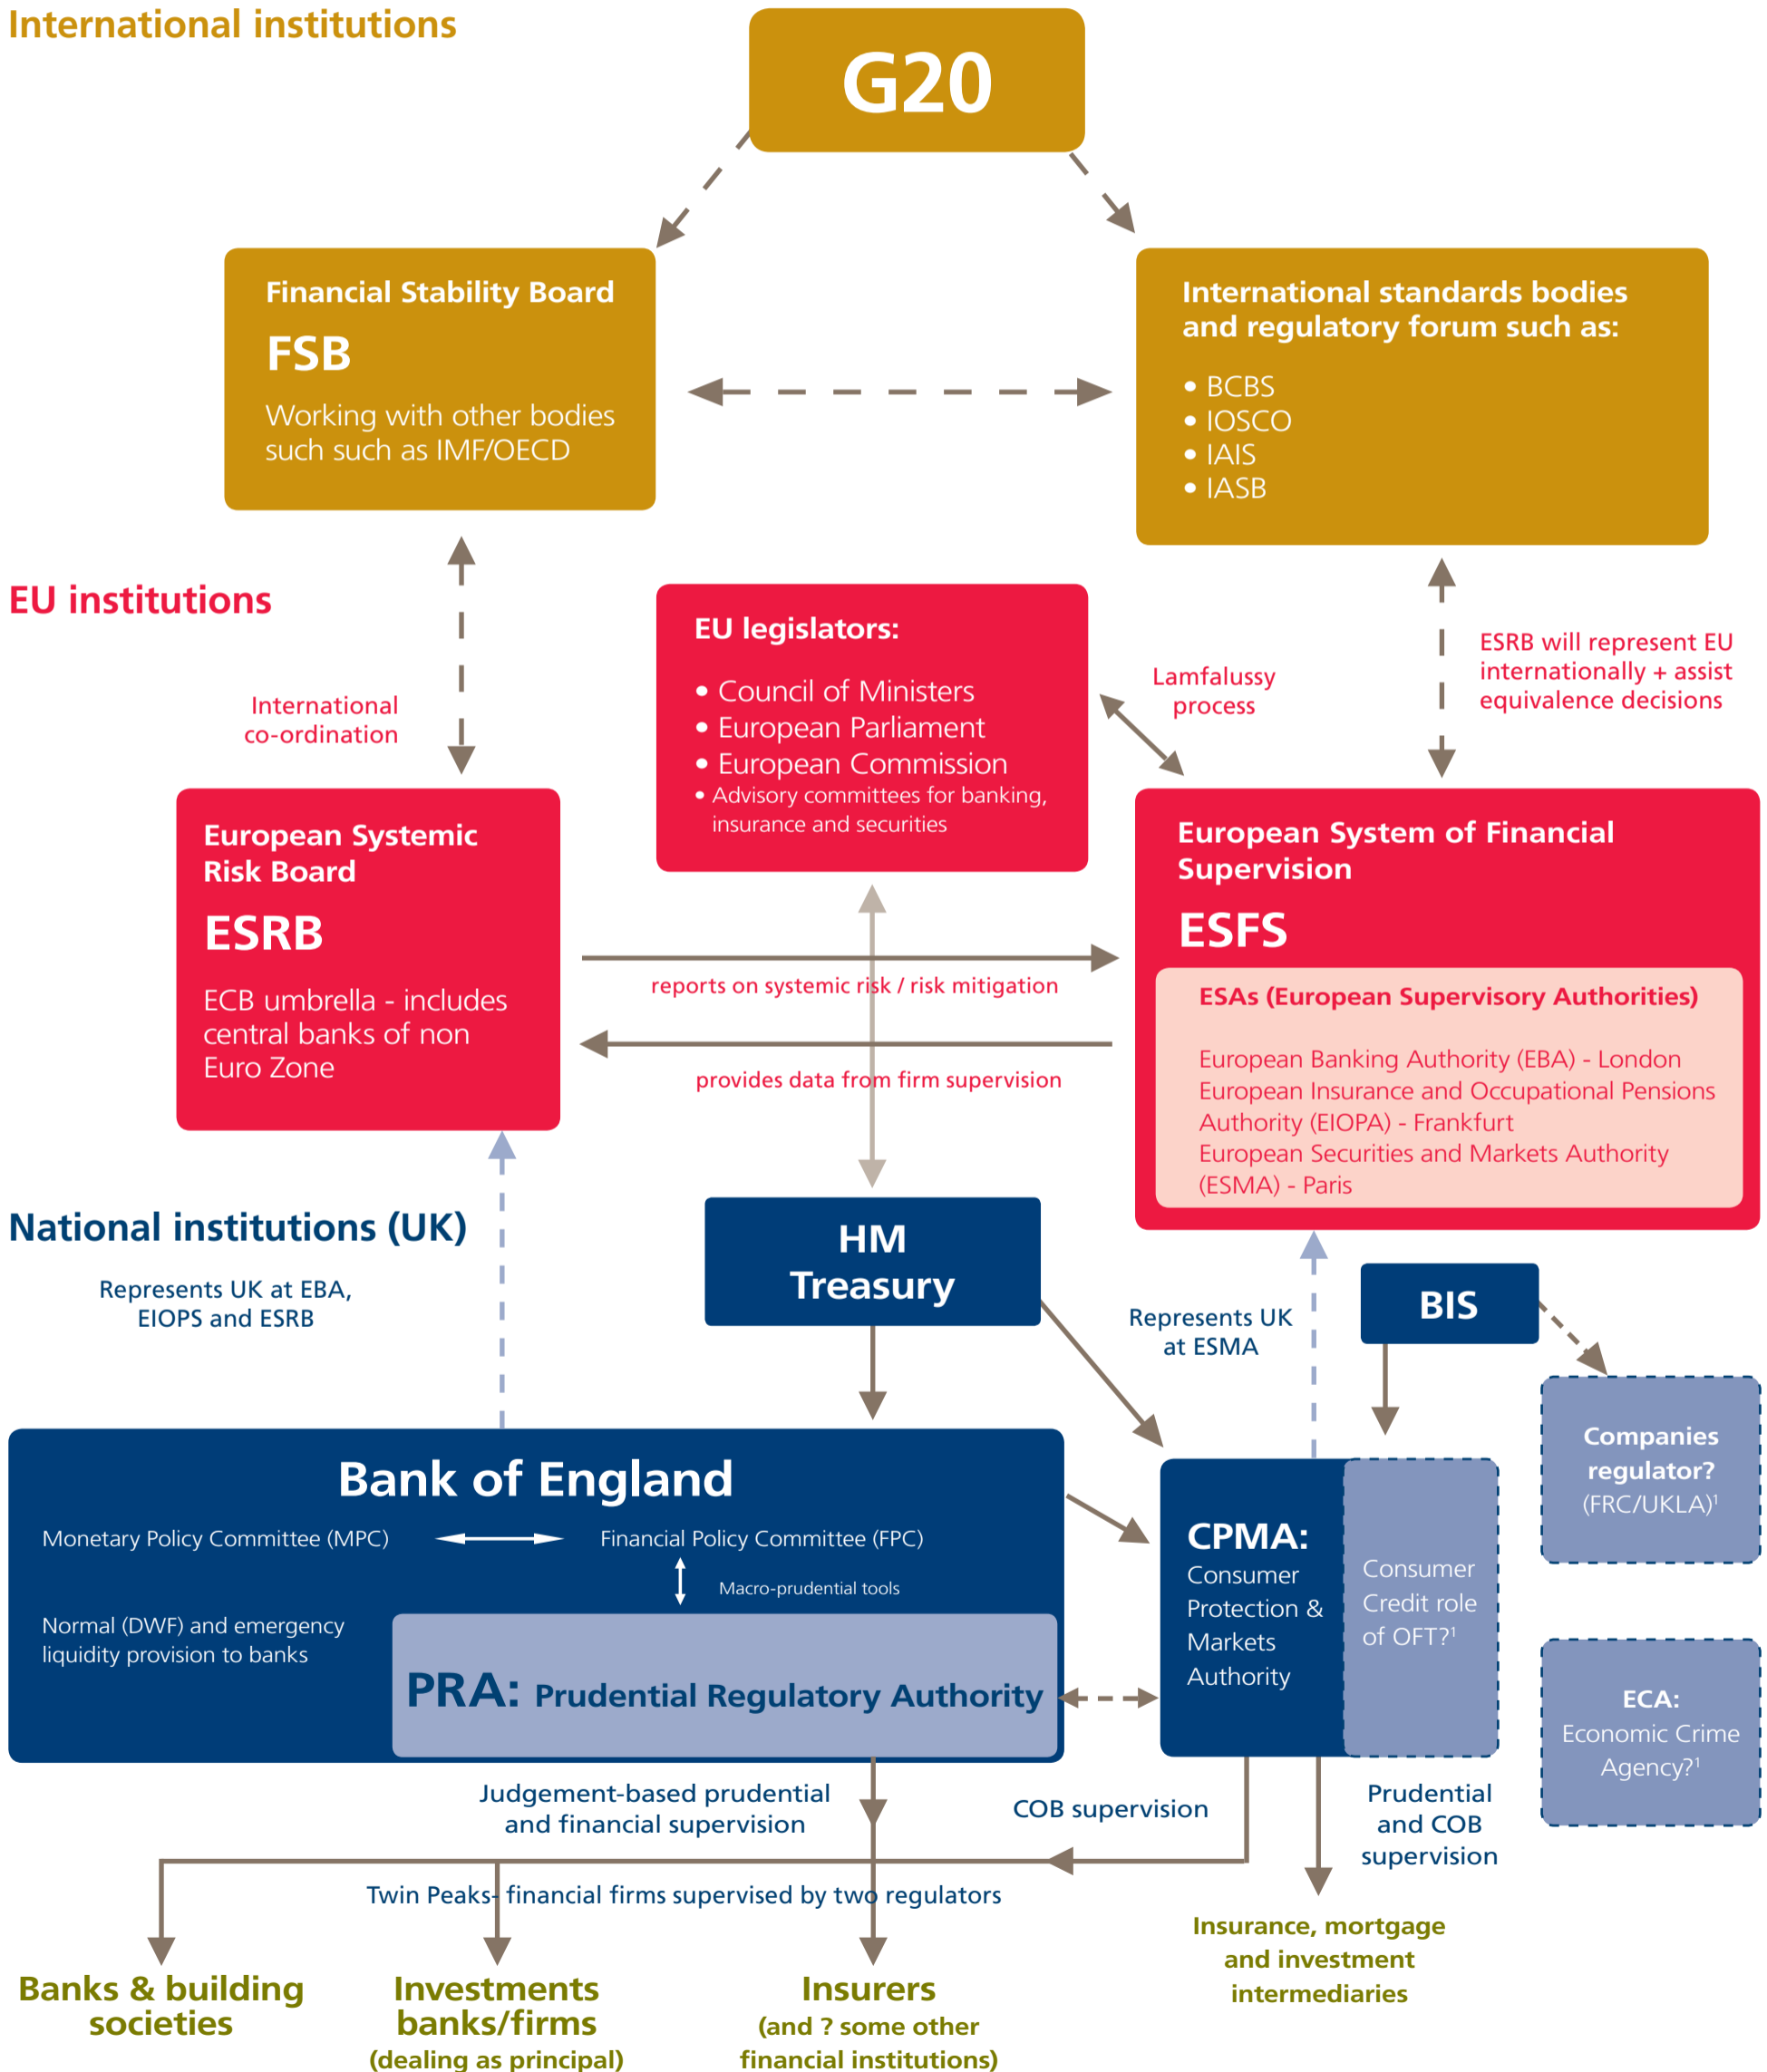 International institutions
G20
Financial Stability Board
FSB
Working with other bodies
such such as IMF/OECD
International standards bodies
and regulatory forum such as:
• BCBS
• IOSCO
• IAIS
• IASB
EU institutions
International
co-ordination
EU legislators:
• Council of Ministers
• European Parliament
• European Commission
• Advisory committees for banking,
insurance and securities
Lamfalussy
process
ESRB will represent EU
internationally + assist
equivalence decisions
European Systemic
Risk Board
ESRB
ECB umbrella - includes
central banks of non
Euro Zone
reports on systemic risk / risk mitigation
provides data from firm supervision
European System of Financial
Supervision
ESFS
ESAs (European Supervisory Authorities)
European Banking Authority (EBA) - London
European Insurance and Occupational Pensions
Authority (EIOPA) - Frankfurt
European Securities and Markets Authority
(ESMA) - Paris
National institutions (UK)
Represents UK at EBA,
EIOPS and ESRB
HM
Treasury
Represents UK
at ESMA
BIS
Companies
regulator?
(FRC/UKLA)¹
Bank of England
Monetary Policy Committee (MPC)
Financial Policy Committee (FPC)
Macro-prudential tools
Normal (DWF) and emergency
liquidity provision to banks
PRA: Prudential Regulatory Authority
CPMA:
Consumer
Protection &
Markets
Authority
Consumer
Credit role
of OFT?¹
ECA:
Economic Crime
Agency?¹
Judgement-based prudential
and financial supervision
COB supervision
Prudential
and COB
supervision
Twin Peaks- financial firms supervised by two regulators
Insurance, mortgage
and investment
intermediaries
Banks & building
societies
Investments
banks/firms
(dealing as principal)
Insurers
(and ? some other
financial institutions)